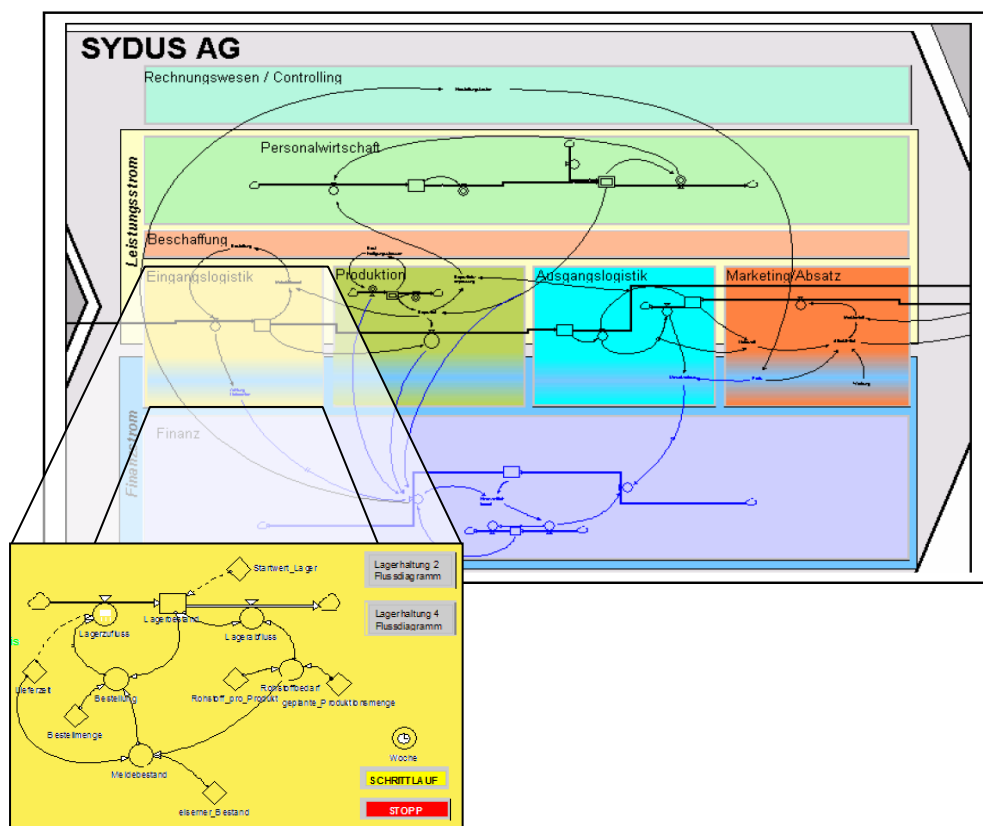 SYDUS AG
Rechnungswesen / Controlling
Leistungsstrom
Personalwirtschaft
Beschaffung
Bestellung
Eingangslogistik
Produktion
Ausgangslogistik
Marketing/Absatz
Finanzstrom
Finanz
Startwert_Lager
Lagerhaltung 2
Flussdiagramm
Lagerhaltung 4
Flussdiagramm
Lagerbestand
Lagerzufluss
Lagerabfluss
Lieferzeit
Bestellung
Rohstoff_pro_Produkt
Rohstoffbedarf
geplante_Produktionsmenge
Bestellmenge
Woche
Meldebestand
SCHRITTLAUF
eiserner_Bestand
STOPP